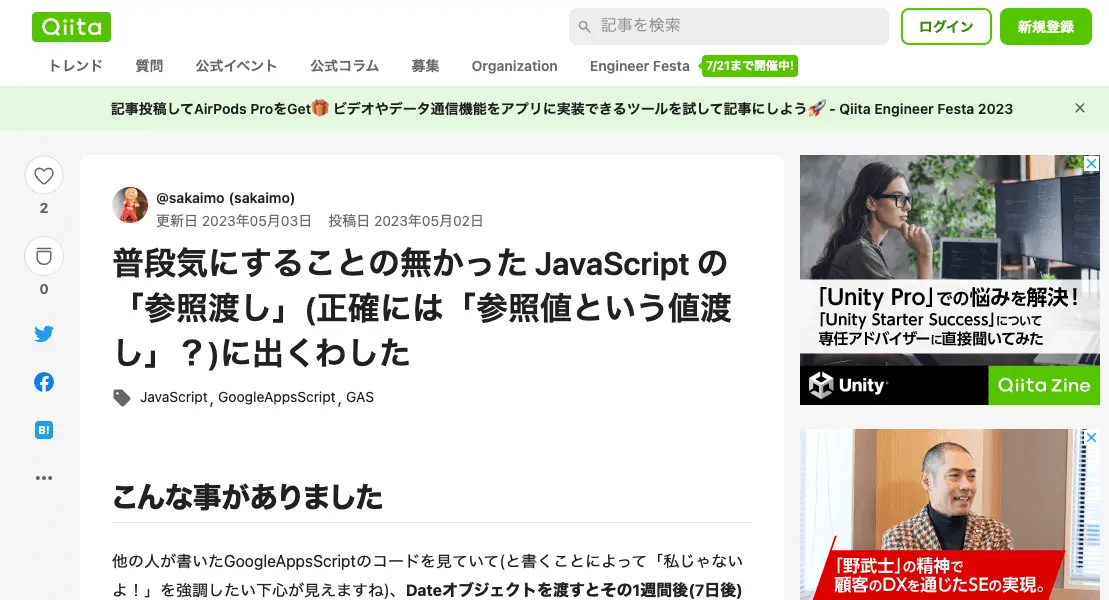 Qiita
記事を検索
ログイン
新規登録
トレンド 質問 公式イベント 公式コラム 募集 Organization Engineer Festa 7/21まで開催中!
記事投稿してAirPods ProをGet🎁 ビデオやデータ通信機能をアプリに実装できるツールを試して記事にしよう🚀 - Qiita Engineer Festa 2023
2
0
B!
@sakaimo (sakaimo)
更新日 2023年05月03日 投稿日 2023年05月02日
普段気にすることの無かった JavaScript の
「参照渡し」(正確には「参照値という値渡
し」？)に出くわした
JavaScript, GoogleAppsScript, GAS
こんな事がありました
他の人が書いたGoogleAppsScriptのコードを見ていて(と書くことによって「私じゃない
よ！」を強調したい下心が見えますね)、Dateオブジェクトを渡すとその1週間後(7日後)
「Unity Pro」での悩みを解決！
「Unity Starter Success」について
専任アドバイザーに直接聞いてみた
Unity
Qiita Zine
「野武士」の精神で
顧客のDXを通じたSEの実現。